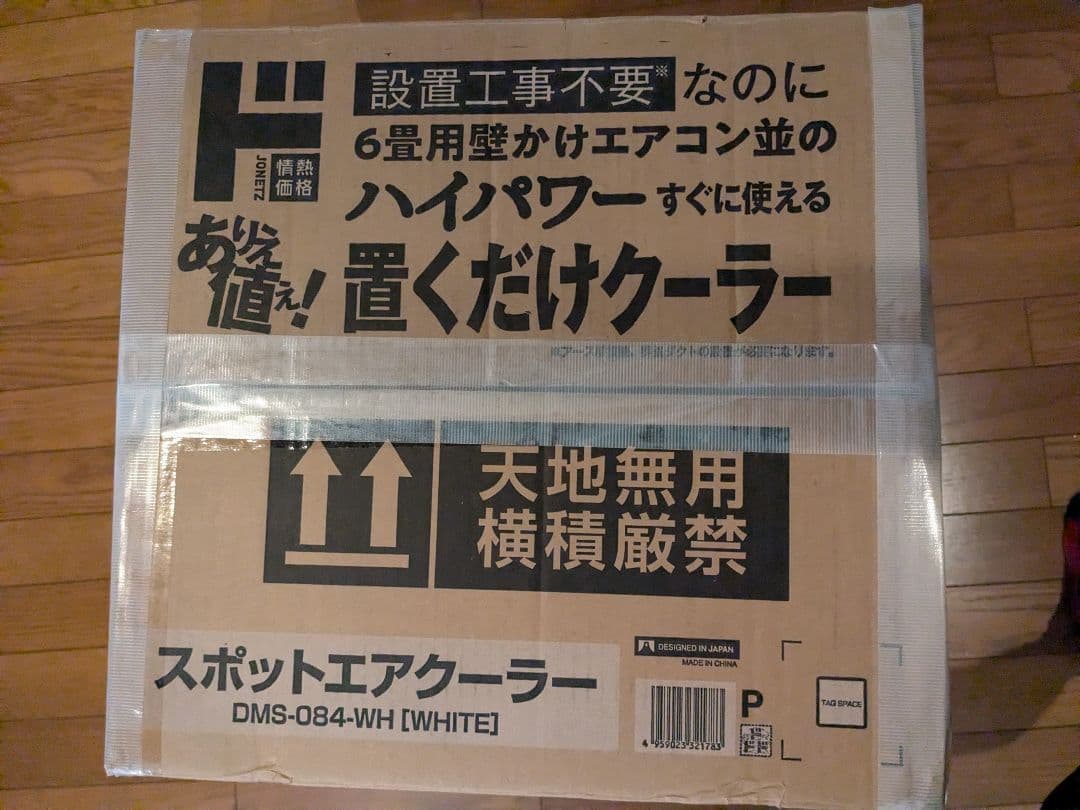 ド
JONETZ
情熱
価格
設置工事不要※なのに
6畳用壁かけエアコン並の
ハイパワーすぐに使える
ありえ
値ぇ!
置くだけクーラー
天地無用
横積厳禁
スポットエアクーラー
DMS-084-WH [WHITE]
DESIGNED IN JAPAN
MADE IN CHINA
4 959023 321783
P
TAG SPACE